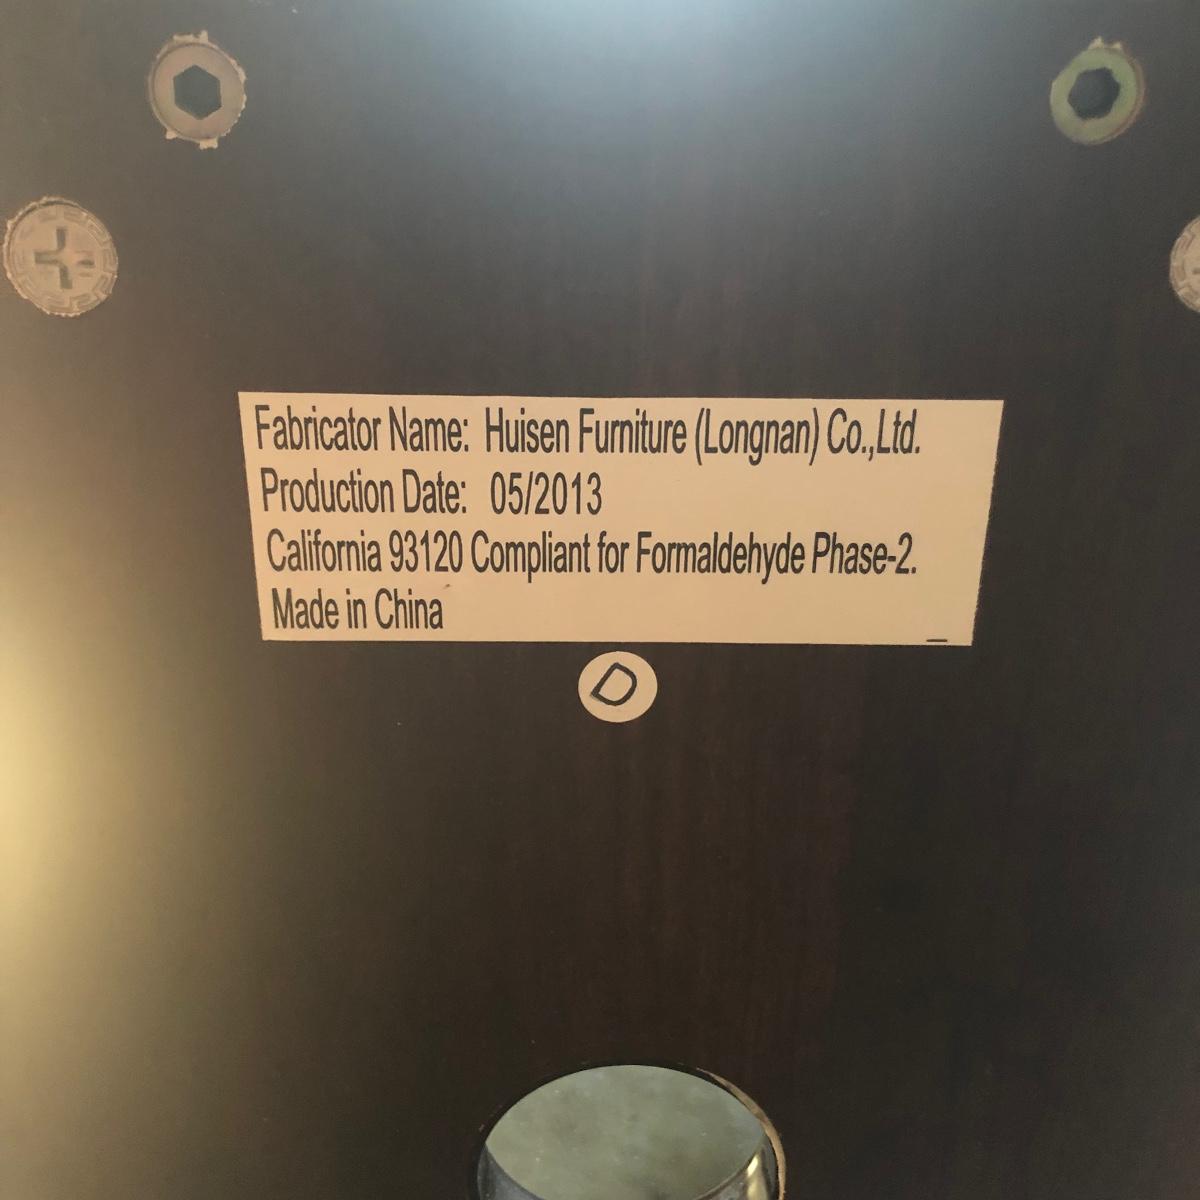 Fabricator Name: Huisen Furniture (Longnan) Co.,Ltd.
Production Date: 05/2013
California 93120 Compliant for Formaldehyde Phase-2.
Made in China
D